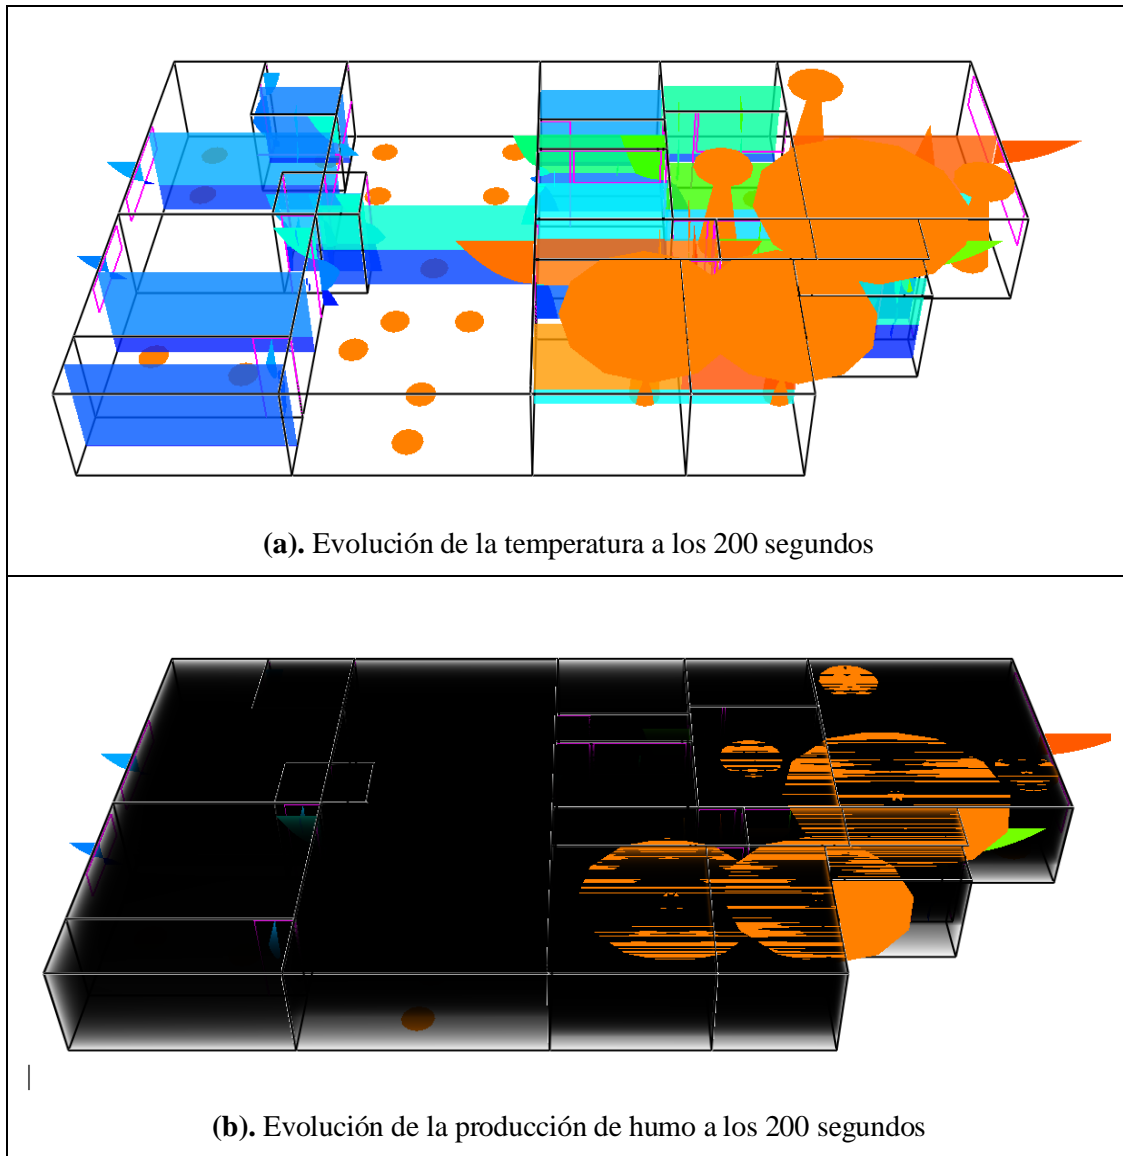 (a). Evolución de la temperatura a los 200 segundos
(b). Evolución de la producción de humo a los 200 segundos